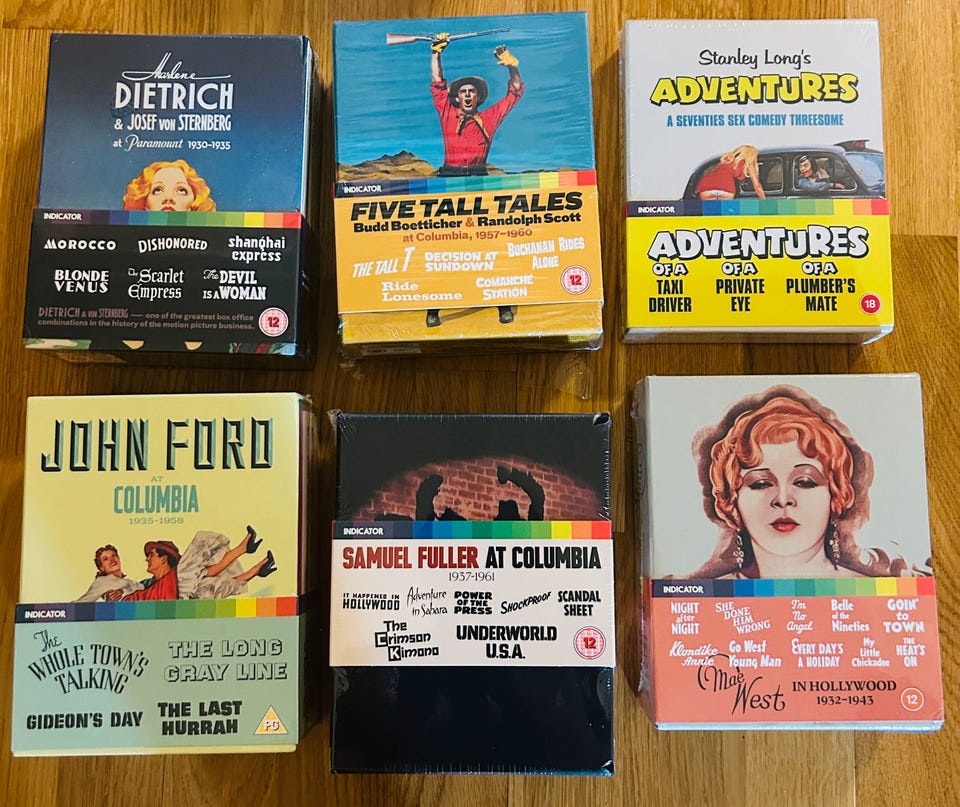 Marlene
DIETRICH
& JOSEF von STERNBERG
at Paramount 1930–1935
INDICATOR
MOROCCO
DISHONORED
shanghai
express
BLONDE
VENUS
The Scarlet
Empress
The DEVIL
IS A WOMAN
DIETRICH & von STERNBERG — one of the greatest box office
combinations in the history of the motion picture business.
12
INDICATOR
FIVE TALL TALES
Budd Boetticher & Randolph Scott
at Columbia, 1957–1960
THE TALL T
DECISION AT
SUNDOWN
BUCHANAN RIDES
ALONE
Ride
Lonesome
COMANCHE
STATION
12
Stanley Long's
ADVENTURES
A SEVENTIES SEX COMEDY THREESOME
INDICATOR
ADVENTURES
OF A
TAXI
DRIVER
OF A
PRIVATE
EYE
OF A
PLUMBER'S
MATE
18
JOHN FORD
AT
COLUMBIA
1935–1958
INDICATOR
The
WHOLE TOWN'S
TALKING
THE LONG
GRAY LINE
GIDEON'S DAY
THE LAST
HURRAH
PG
INDICATOR
SAMUEL FULLER AT COLUMBIA
1937-1961
IT HAPPENED IN
HOLLYWOOD
Adventure
in Sahara
POWER
OF THE
PRESS
SHOCKPROOF
SCANDAL
SHEET
The
Crimson
Kimono
UNDERWORLD
U.S.A.
12
INDICATOR
NIGHT
after
NIGHT
SHE
DONE
HIM
WRONG
I'm
No
Angel
Belle
of the
Nineties
GOIN'
TO
TOWN
Klondike
Annie
Go West
Young Man
EVERY DAY'S
A HOLIDAY
My
Little
Chickadee
THE
HEAT'S
ON
Mae
West
IN HOLLYWOOD
1932–1943
12